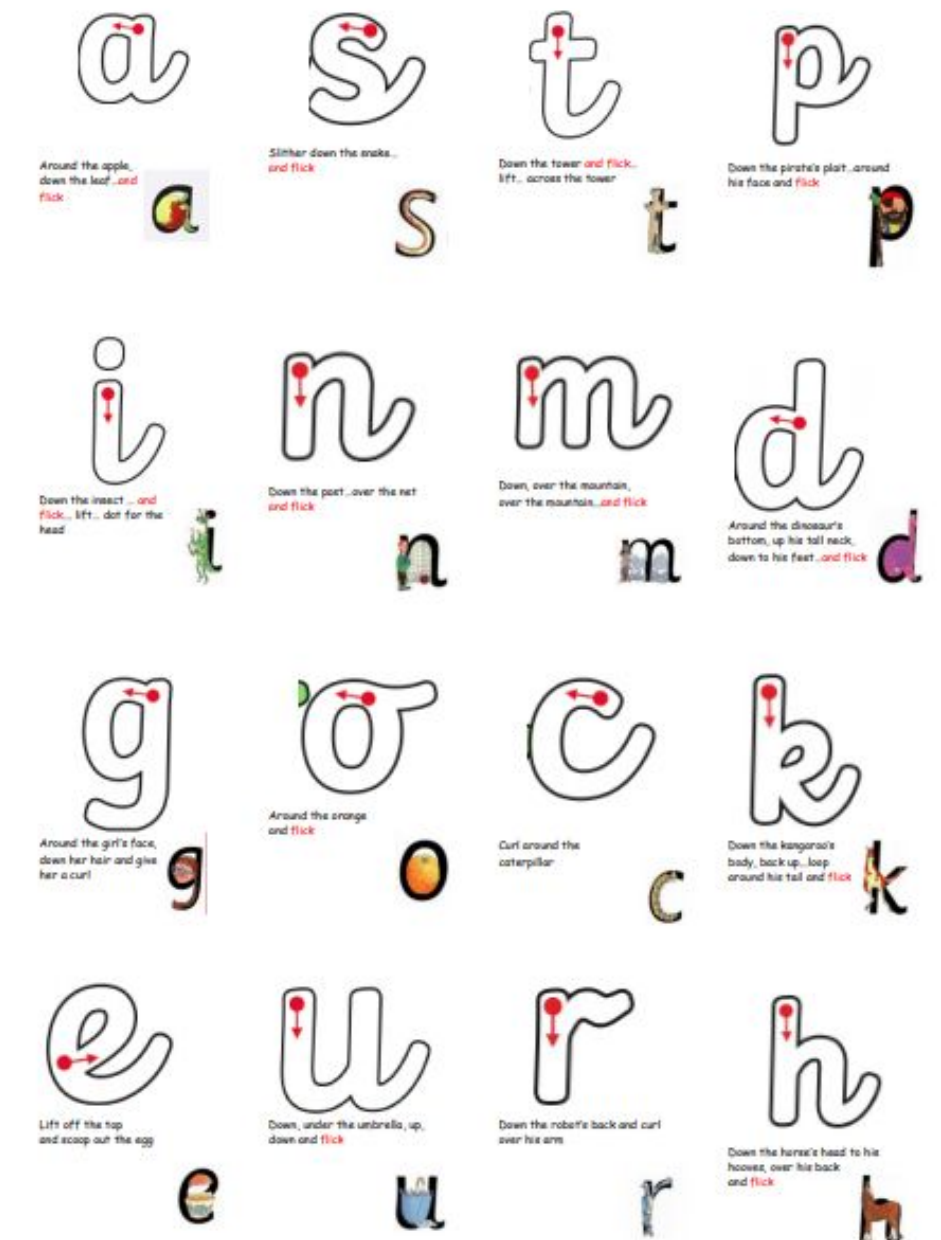 a
s
t
p
Around the apple,
down the leaf...and
flick
Slither down the snake...
and flick
Down the tower and flick...
lift... across the tower
Down the pirate's plait...around
his face and flick
a
s
t
p
i
n
m
d
Down the insect ... and
flick... lift... dot for the
head
Down the post...over the net
and flick
Down, over the mountain,
over the mountain...and flick
Around the dinosaur's
bottom, up his tall neck,
down to his feet...and flick
i
n
m
d
g
o
c
k
Around the girl's face,
down her hair and give
her a curl
Around the orange
and flick
Curl around the
caterpillar
Down the kangaroo's
body, back up...loop
around his tail and flick
g
o
c
k
e
u
r
h
Lift off the top
and scoop out the egg
Down, under the umbrella, up,
down and flick
Down the robot's back and curl
over his arm
Down the horse's head to his
hooves, over his back
and flick
e
u
r
h